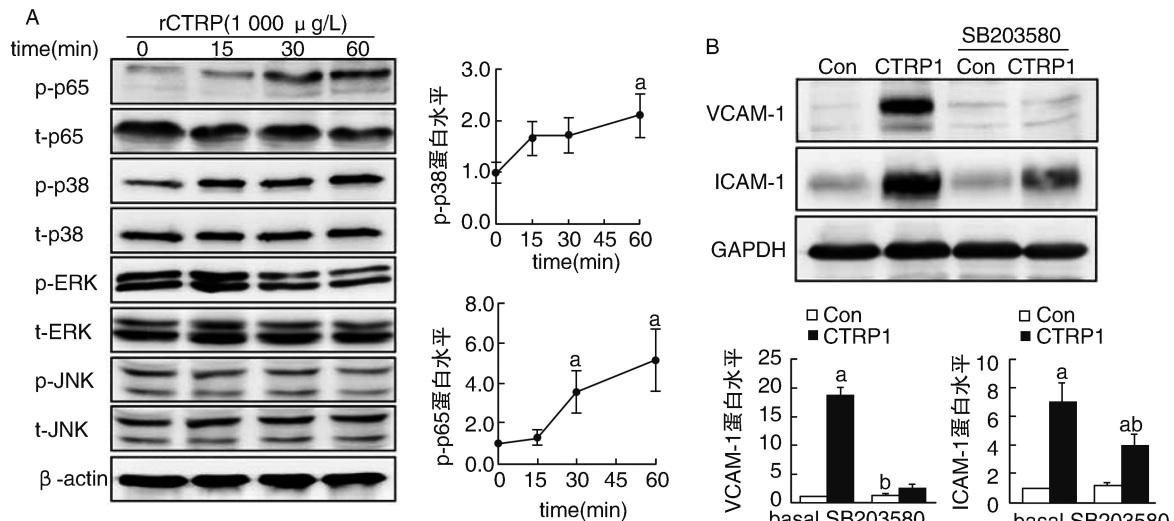 A
rCTRP(1 000 μg/L)
time(min) 0 15 30 60
p-p65
t-p65
p-p38
t-p38
p-ERK
t-ERK
p-JNK
t-JNK
β-actin
p-p38蛋白水平
3.0
2.0
1.0
0.0
0 15 30 45 60
time(min)
a
p-p65蛋白水平
8.0
6.0
4.0
2.0
0.0
0 15 30 45 60
time(min)
a
a
B
SB203580
Con CTRP1 Con CTRP1
VCAM-1
ICAM-1
GAPDH
Con
CTRP1
VCAM-1蛋白水平
25
20
15
10
5
0
a
b
basal SB203580
Con
CTRP1
ICAM-1蛋白水平
10
8
6
4
2
0
a
ab
basal SB203580